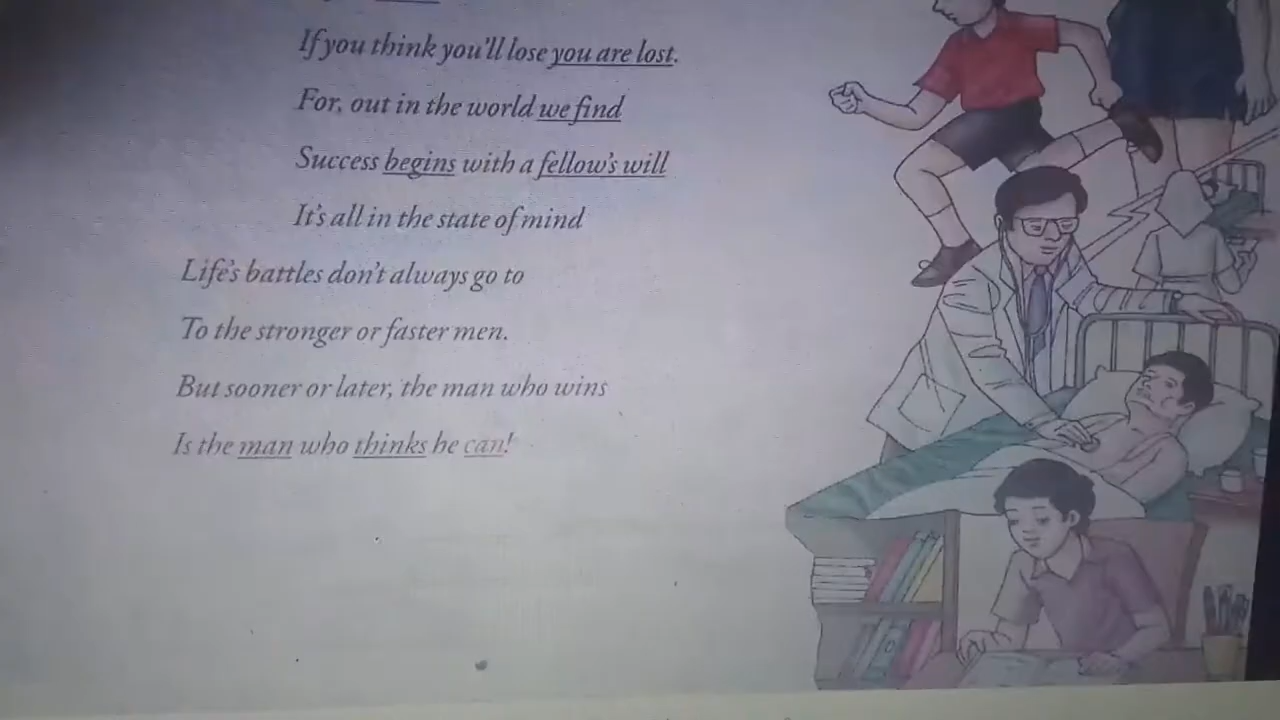 If you think you'll lose you are lost.
For, out in the world we find
Success begins with a fellow's will
It's all in the state of mind
Life's battles don't always go to
To the stronger or faster men.
But sooner or later, the man who wins
Is the man who thinks he can!